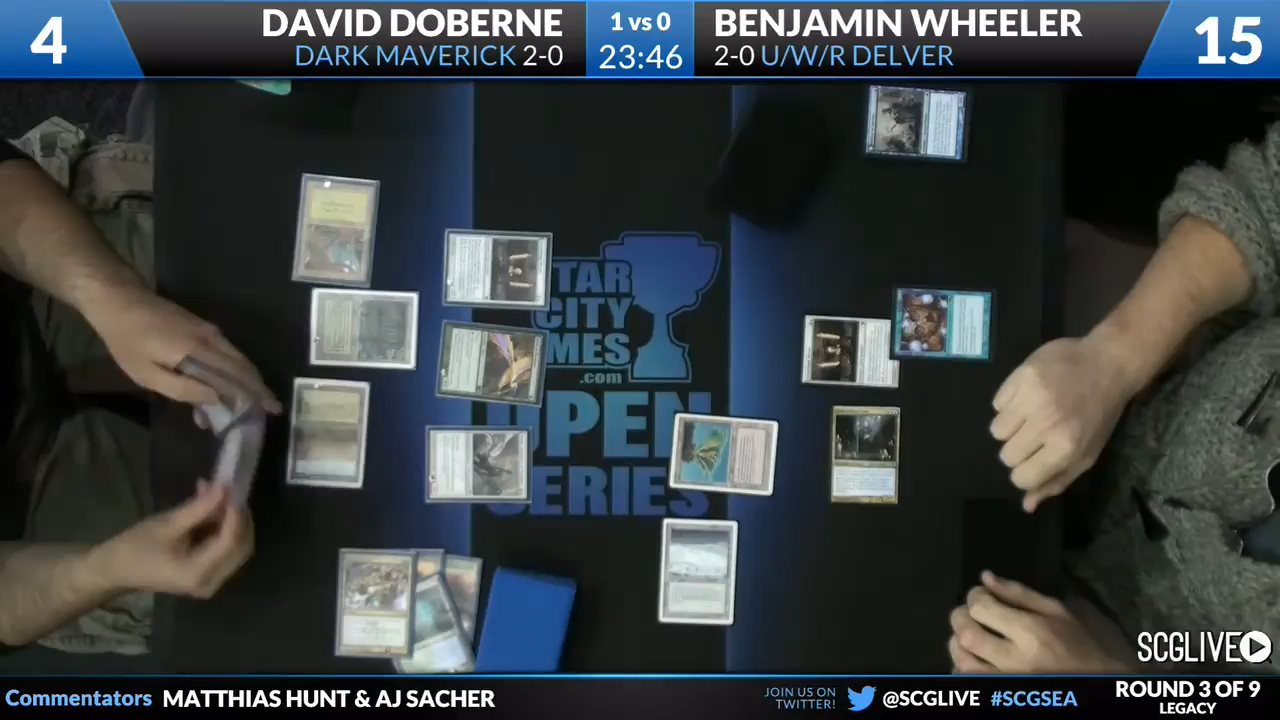 4
DAVID DOBERNE
DARK MAVERICK 2-0
1 vs 0
23:46
BENJAMIN WHEELER
2-0 U/W/R DELVER
15
STAR
CITY
GAMES
.com
OPEN
SERIES
SCGLIVE
Commentators MATTHIAS HUNT & AJ SACHER
JOIN US ON
TWITTER!
@SCGLIVE #SCGSEA
ROUND 3 OF 9
LEGACY